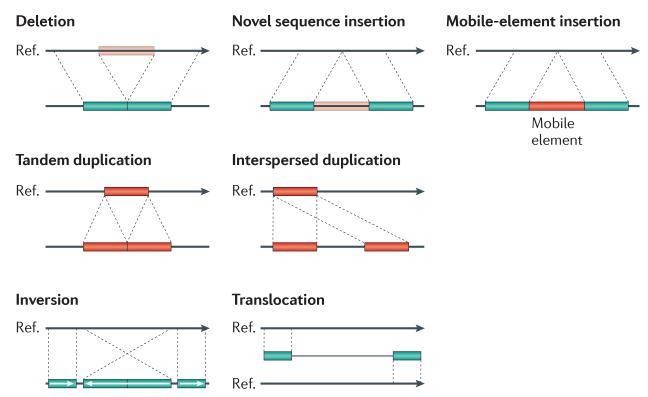 Deletion
Ref.
Novel sequence insertion
Ref.
Mobile-element insertion
Ref.
Mobile
element
Tandem duplication
Ref.
Interspersed duplication
Ref.
Inversion
Ref.
Translocation
Ref.
Ref.